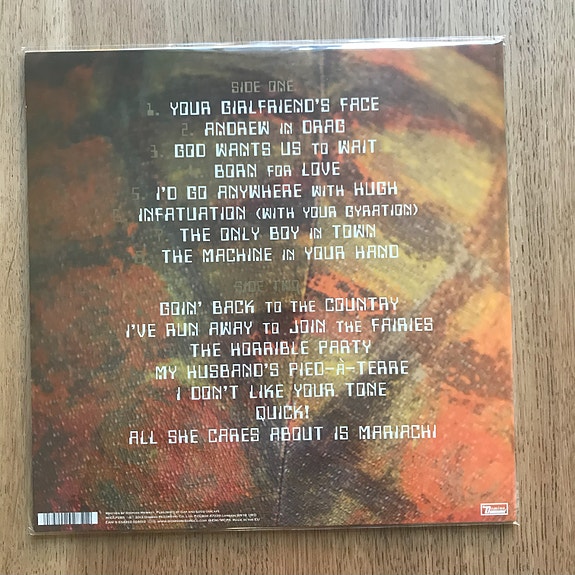 SIDE ONE
1. YOUR GIRLFRIEND'S FACE
2. ANDREW IN DRAG
3. GOD WANTS US TO WAIT
BORN FOR LOVE
5. I'D GO ANYWHERE WITH HUGH
INFATUATION (WITH YOUR GYRATION)
7. THE ONLY BOY IN TOWN
THE MACHINE IN YOUR HAND
SIDE TWO
GOIN' BACK TO THE COUNTRY
I'VE RUN AWAY TO JOIN THE FAIRIES
THE HORRIBLE PARTY
MY HUSBAND'S PIED-À-TERRE
I DON'T LIKE YOUR TONE
QUICK!
ALL SHE CARES ABOUT IS MARIACHI